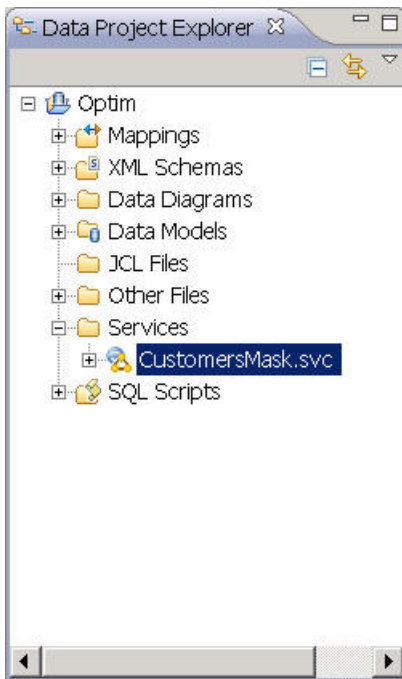 Data Project Explorer
Optim
Mappings
XML Schemas
Data Diagrams
Data Models
JCL Files
Other Files
Services
CustomersMask.svc
SQL Scripts